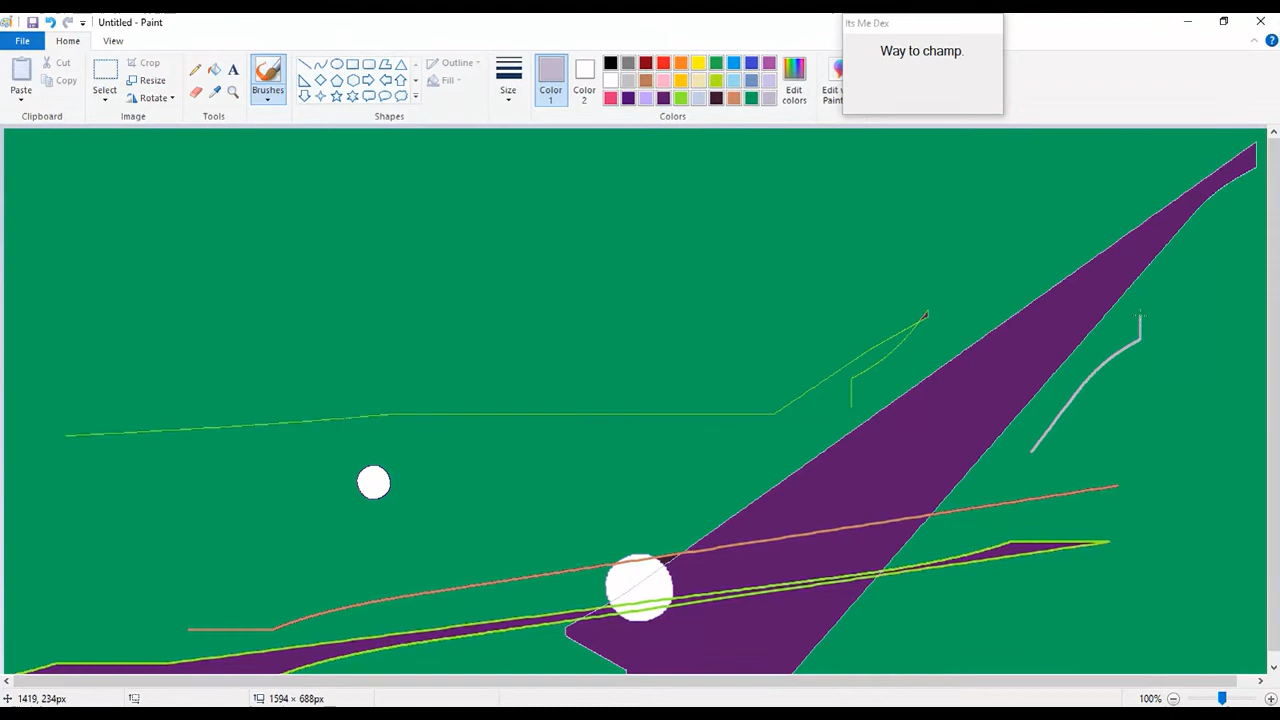 Untitled - Paint
Its Me Dex
Way to champ.
File Home View
Paste
Cut
Copy
Clipboard
Select
Crop
Resize
Rotate
Image
A
Tools
Brushes
Outline
Fill
Shapes
Size
Color
1
Color
2
Edit
colors
Colors
Edit w
Paint
1419, 234px
1594 × 688px
100%